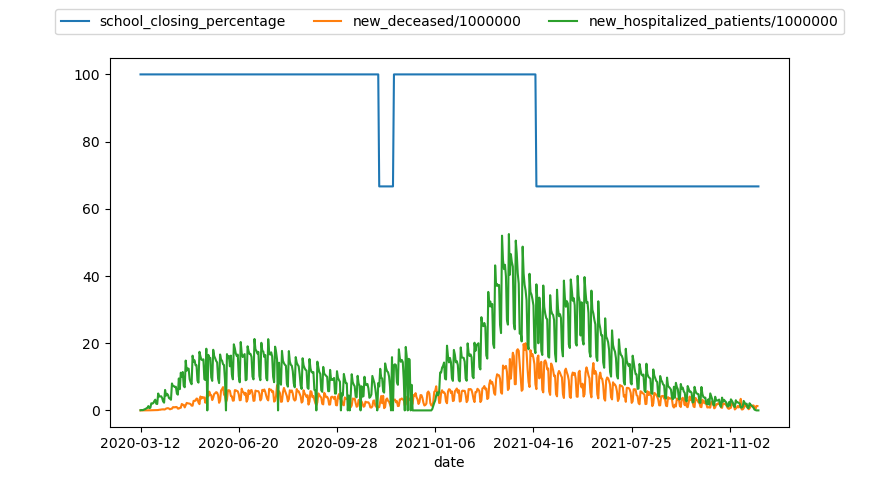 school_closing_percentage new_deceased/1000000 new_hospitalized_patients/1000000
100
80
60
40
20
0
2020-03-12 2020-06-20 2020-09-28 2021-01-06 2021-04-16 2021-07-25 2021-11-02
date